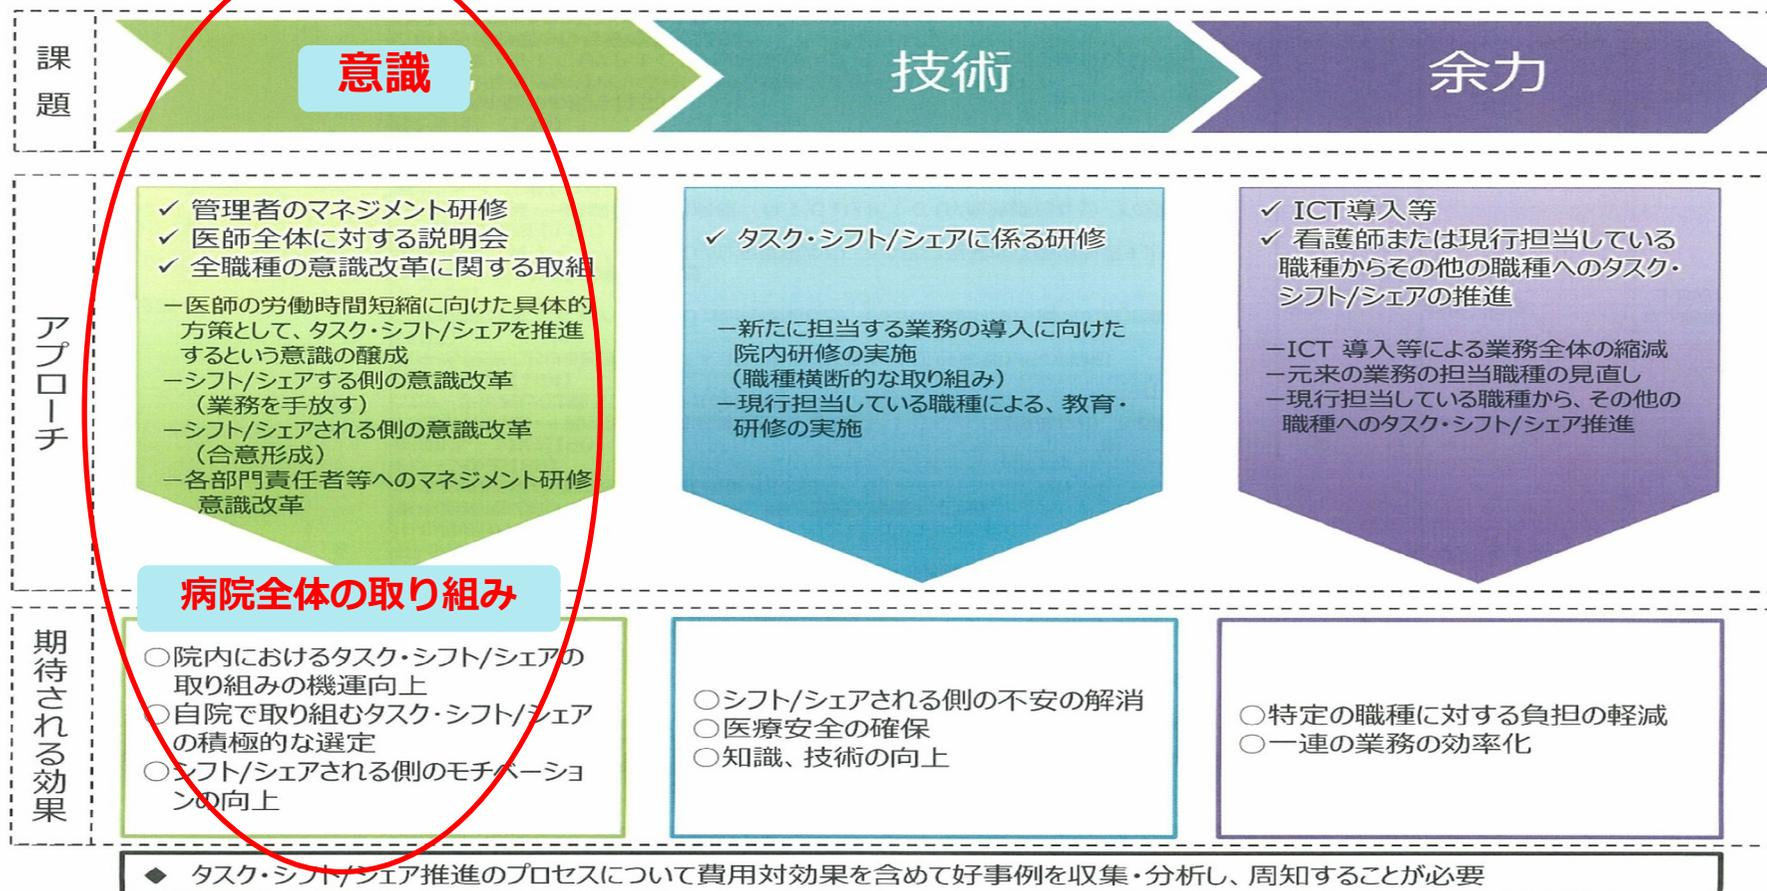 課題
意識
技術
余力
アプローチ
✓ 管理者のマネジメント研修
✓ 医師全体に対する説明会
✓ 全職種の意識改革に関する取組
－医師の労働時間短縮に向けた具体的
方策として、タスク・シフト/シェアを推進
するという意識の醸成
－シフト/シェアする側の意識改革
（業務を手放す）
－シフト/シェアされる側の意識改革
（合意形成）
－各部門責任者等へのマネジメント研修
意識改革
病院全体の取り組み
✓ タスク・シフト/シェアに係る研修
－新たに担当する業務の導入に向けた
院内研修の実施
（職種横断的な取り組み）
－現行担当している職種による、教育・
研修の実施
✓ ICT導入等
✓ 看護師または現行担当している
職種からその他の職種へのタスク・
シフト/シェアの推進
－ICT 導入等による業務全体の縮減
－元来の業務の担当職種の見直し
－現行担当している職種から、その他の
職種へのタスク・シフト/シェア推進
期待される効果
○院内におけるタスク・シフト/シェアの
取り組みの機運向上
○自院で取り組むタスク・シフト/シェア
の積極的な選定
○シフト/シェアされる側のモチベーショ
ンの向上
○シフト/シェアされる側の不安の解消
○医療安全の確保
○知識、技術の向上
○特定の職種に対する負担の軽減
○一連の業務の効率化
◆ タスク・シフト/シェア推進のプロセスについて費用対効果を含めて好事例を収集・分析し、周知することが必要